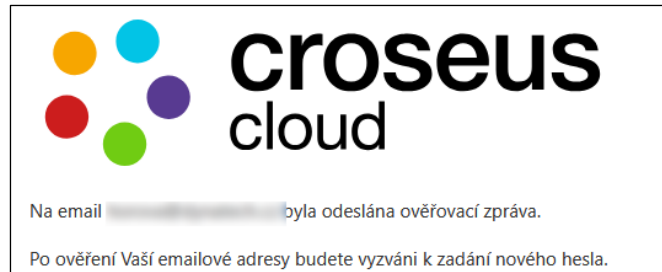 croseus
cloud
Na email byla odeslána ověřovací zpráva.
Po ověření Vaší emailové adresy budete vyzváni k zadání nového hesla.